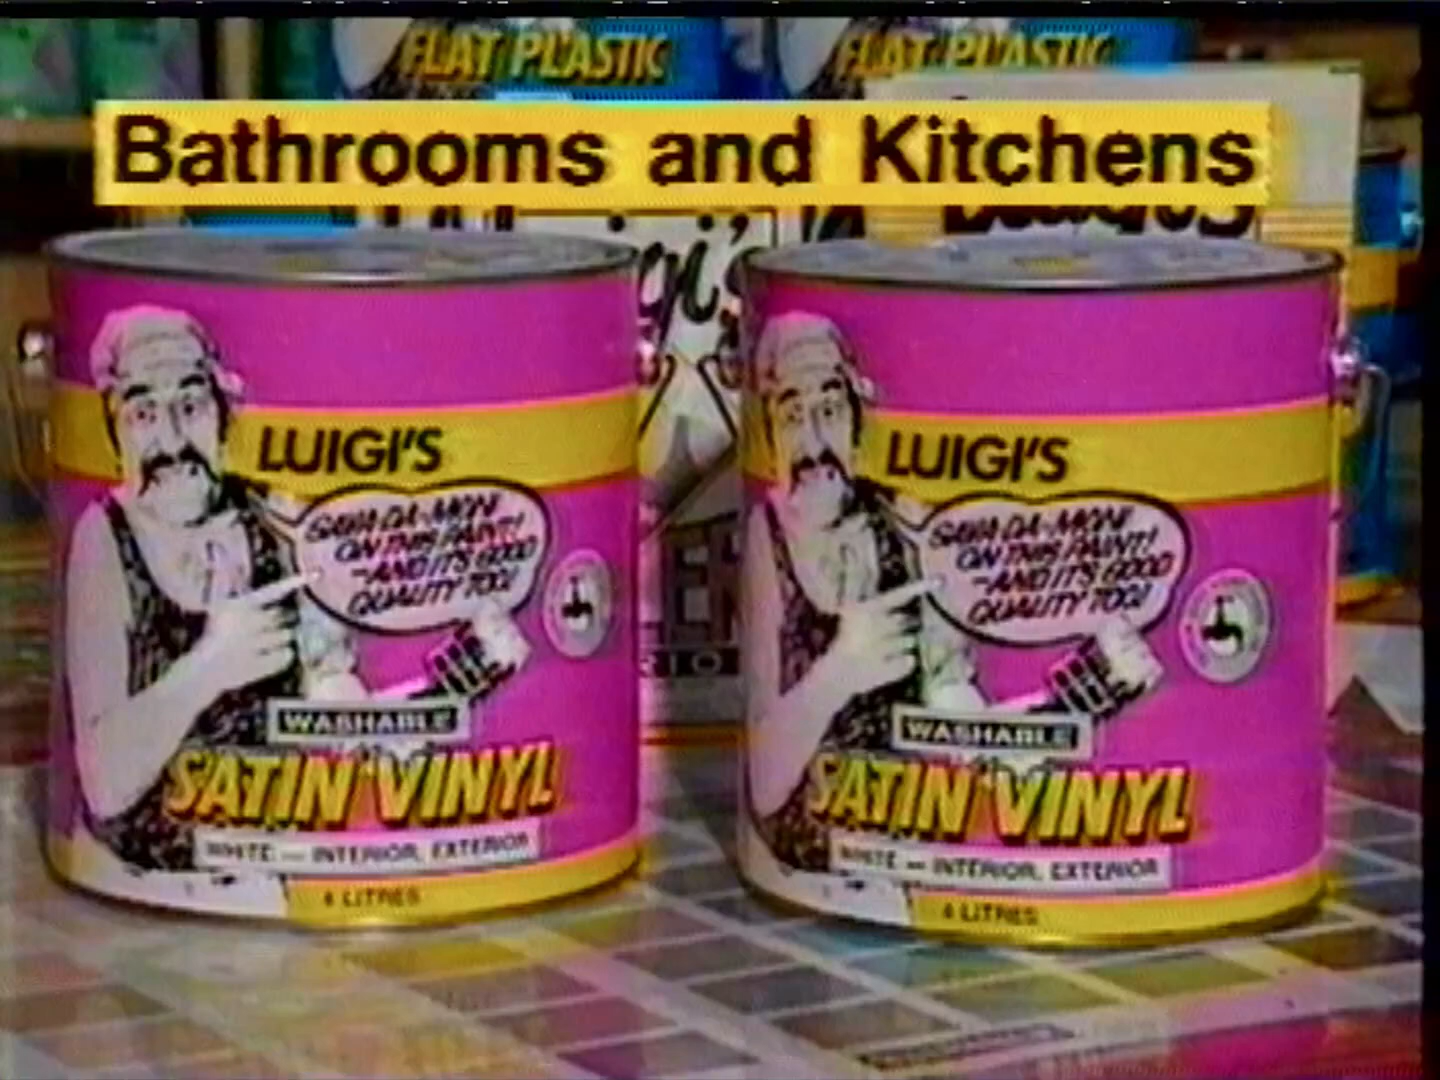 FLAT PLASTIC
FLAT PLASTIC
Bathrooms and Kitchens
LUIGI'S
SAVA-DA-MONI
ON THIS PAINT!
-AND IT'S GOOD
QUALITY TOO!
WASHABLE
SATIN VINYL
WHITE — INTERIOR, EXTERIOR
4 LITRES
LUIGI'S
SAVA-DA-MONI
ON THIS PAINT!
-AND IT'S GOOD
QUALITY TOO!
WASHABLE
SATIN VINYL
WHITE — INTERIOR, EXTERIOR
4 LITRES